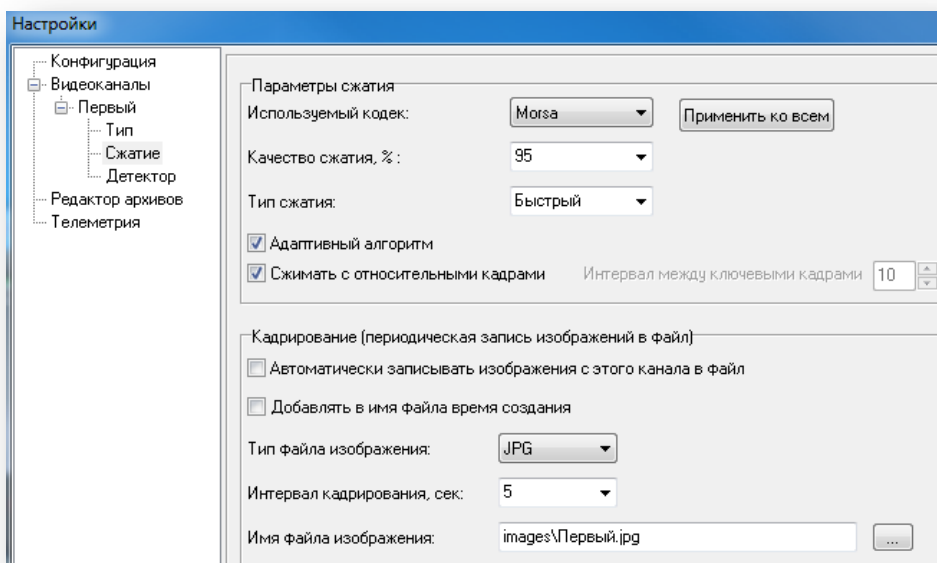 Настройки
Конфигурация
Видеоканалы
Первый
Тип
Сжатие
Детектор
Редактор архивов
Телеметрия
Параметры сжатия
Используемый кодек: Morsa Применить ко всем
Качество сжатия, % : 95
Тип сжатия: Быстрый
Адаптивный алгоритм
Сжимать с относительными кадрами Интервал между ключевыми кадрами 10
Кадрирование (периодическая запись изображений в файл)
Автоматически записывать изображения с этого канала в файл
Добавлять в имя файла время создания
Тип файла изображения: JPG
Интервал кадрирования, сек: 5
Имя файла изображения: images\Первый.jpg ...